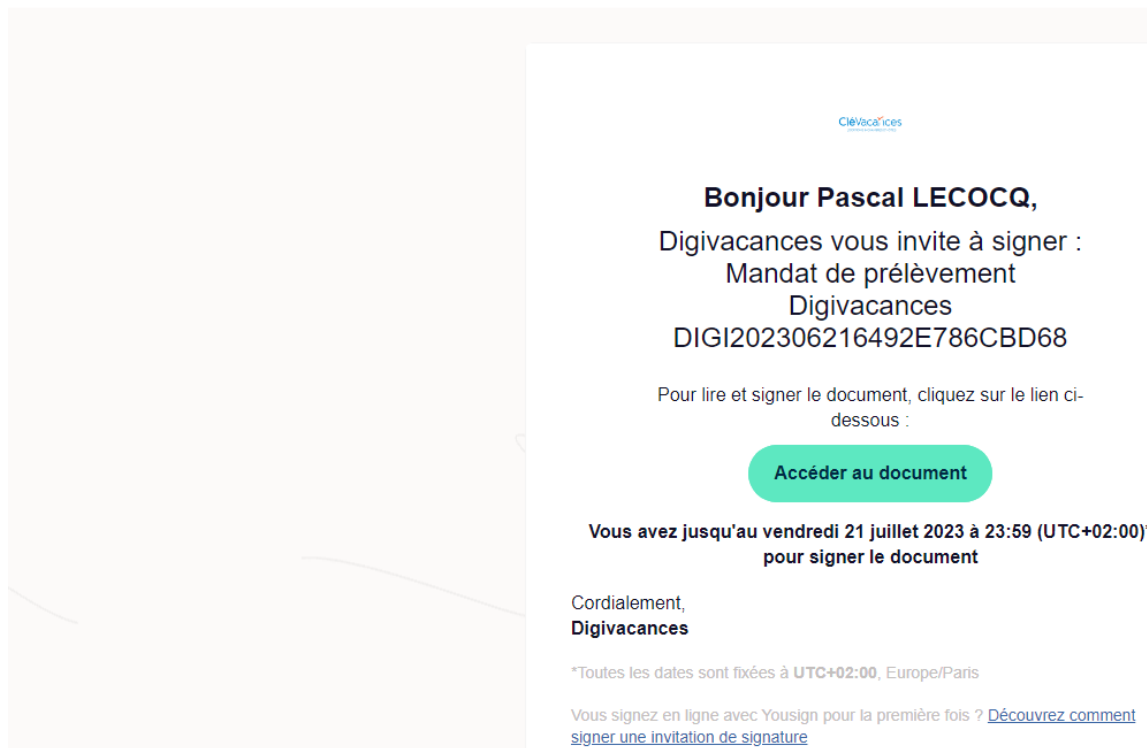 CléVacances
Bonjour Pascal LECOCQ,
Digivacances vous invite à signer :
Mandat de prélèvement
Digivacances
DIGI202306216492E786CBD68
Pour lire et signer le document, cliquez sur le lien ci-
dessous :
Accéder au document
Vous avez jusqu'au vendredi 21 juillet 2023 à 23:59 (UTC+02:00)*
pour signer le document
Cordialement,
Digivacances
*Toutes les dates sont fixées à UTC+02:00, Europe/Paris
Vous signez en ligne avec Yousign pour la première fois ? Découvrez comment
signer une invitation de signature